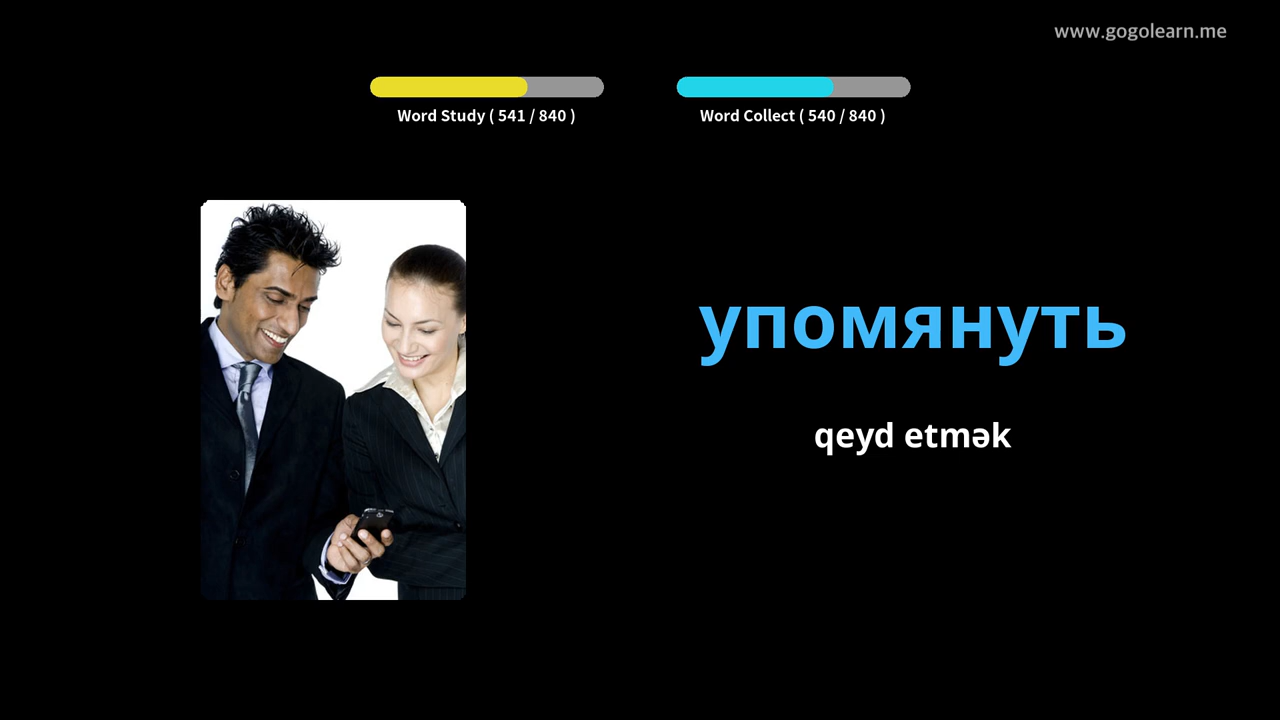 www.gogolearn.me
Word Study ( 541 / 840 )
Word Collect ( 540 / 840 )
упомянуть
qeyd etmək